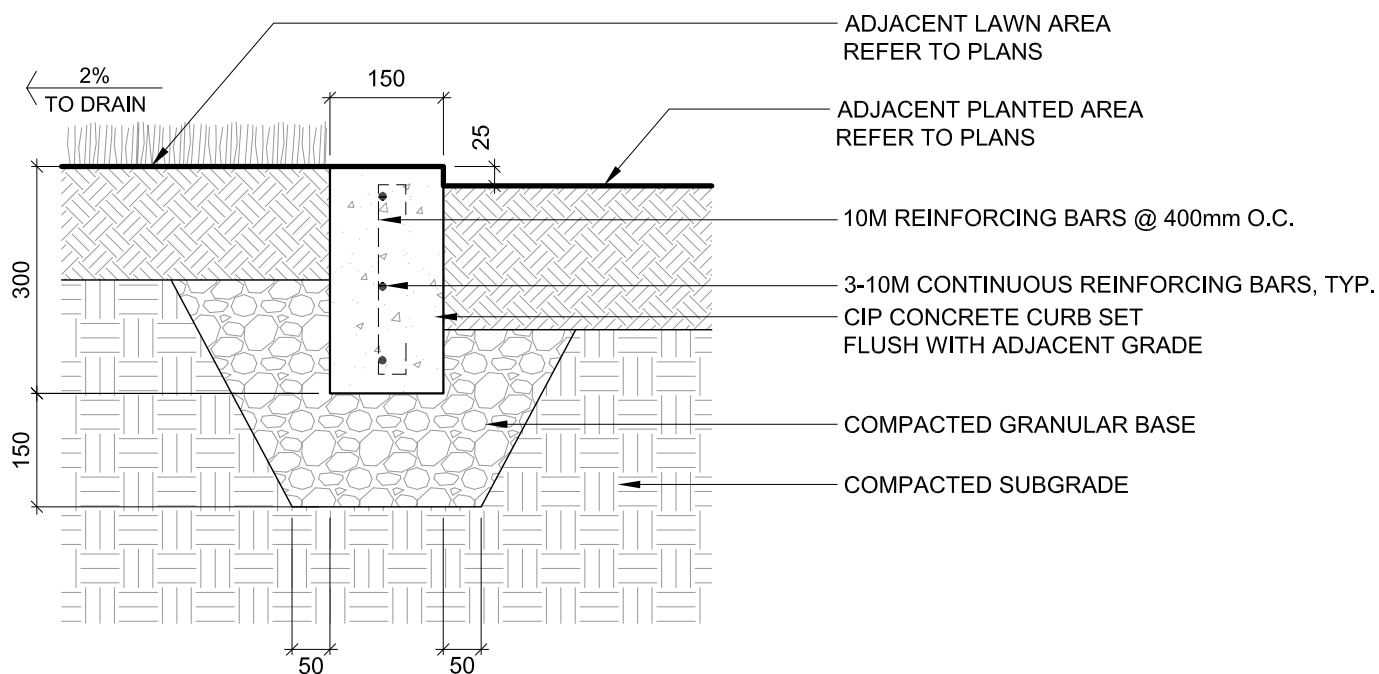 ADJACENT LAWN AREA
REFER TO PLANS
2%
TO DRAIN
150
ADJACENT PLANTED AREA
REFER TO PLANS
25
10M REINFORCING BARS @ 400mm O.C.
300
3-10M CONTINUOUS REINFORCING BARS, TYP.
CIP CONCRETE CURB SET
FLUSH WITH ADJACENT GRADE
150
COMPACTED GRANULAR BASE
COMPACTED SUBGRADE
50
50